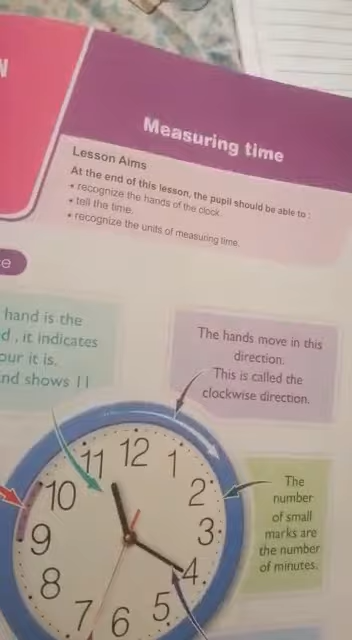 Measuring time
Lesson Aims
At the end of this lesson, the pupil should be able to :
• recognize the hands of the clock.
• tell the time.
• recognize the units of measuring time.
hand is the
, it indicates
our it is.
shows 11
The hands move in this
direction.
This is called the
clockwise direction.
The
number
of small
marks are
the number
of minutes.
12
11
1
10
2
9
3
8
4
7
5
6